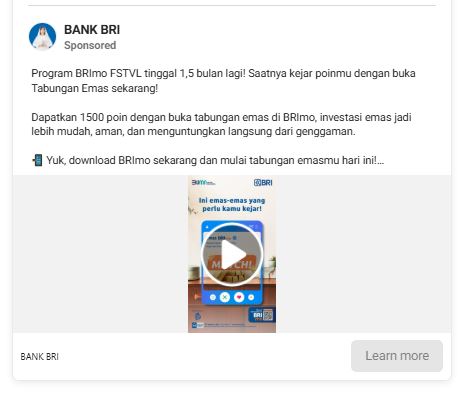 BANK BRI
Sponsored
Program BRImo FSTVL tinggal 1,5 bulan lagi! Saatnya kejar poinmu dengan buka
Tabungan Emas sekarang!
Dapatkan 1500 poin dengan buka tabungan emas di BRImo, investasi emas jadi
lebih mudah, aman, dan menguntungkan langsung dari genggaman.
📲 Yuk, download BRImo sekarang dan mulai tabungan emasmu hari ini!...
BUMN
BRI
Ini emas-emas yang
perlu kamu kejar!
BANK BRI
Learn more